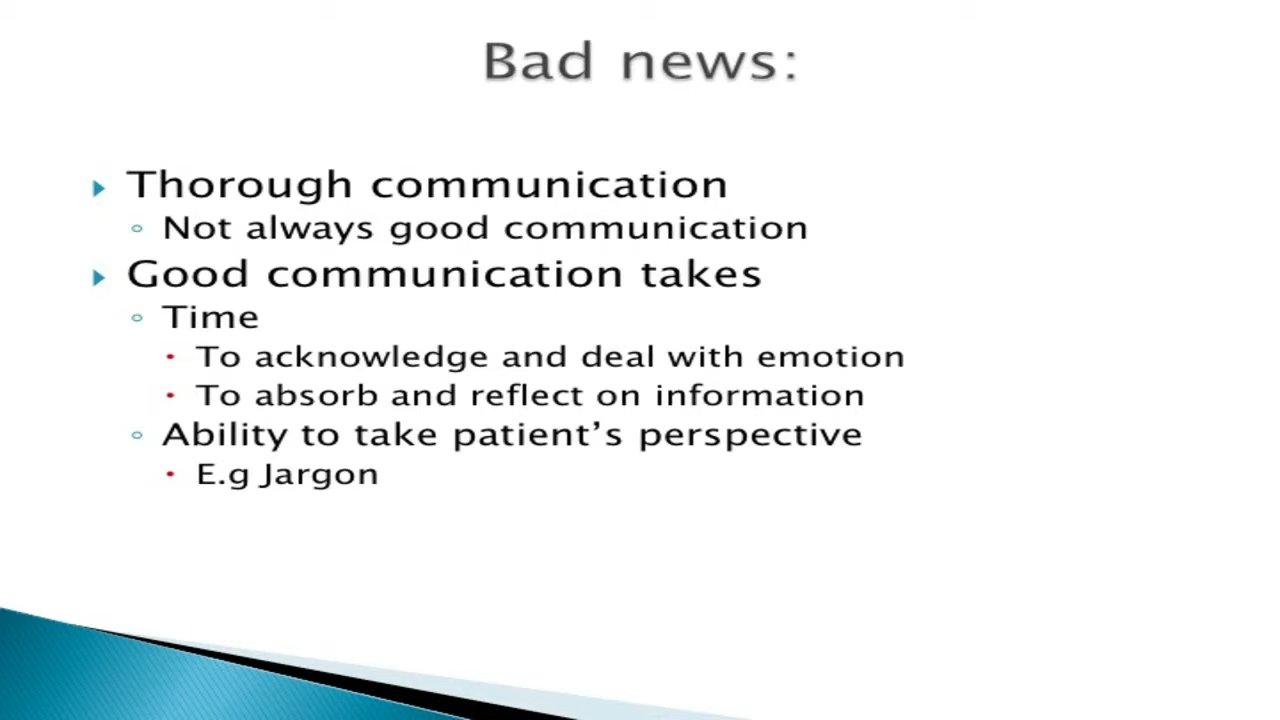 Bad news:
Thorough communication
Not always good communication
Good communication takes
Time
To acknowledge and deal with emotion
To absorb and reflect on information
Ability to take patient’s perspective
E.g Jargon